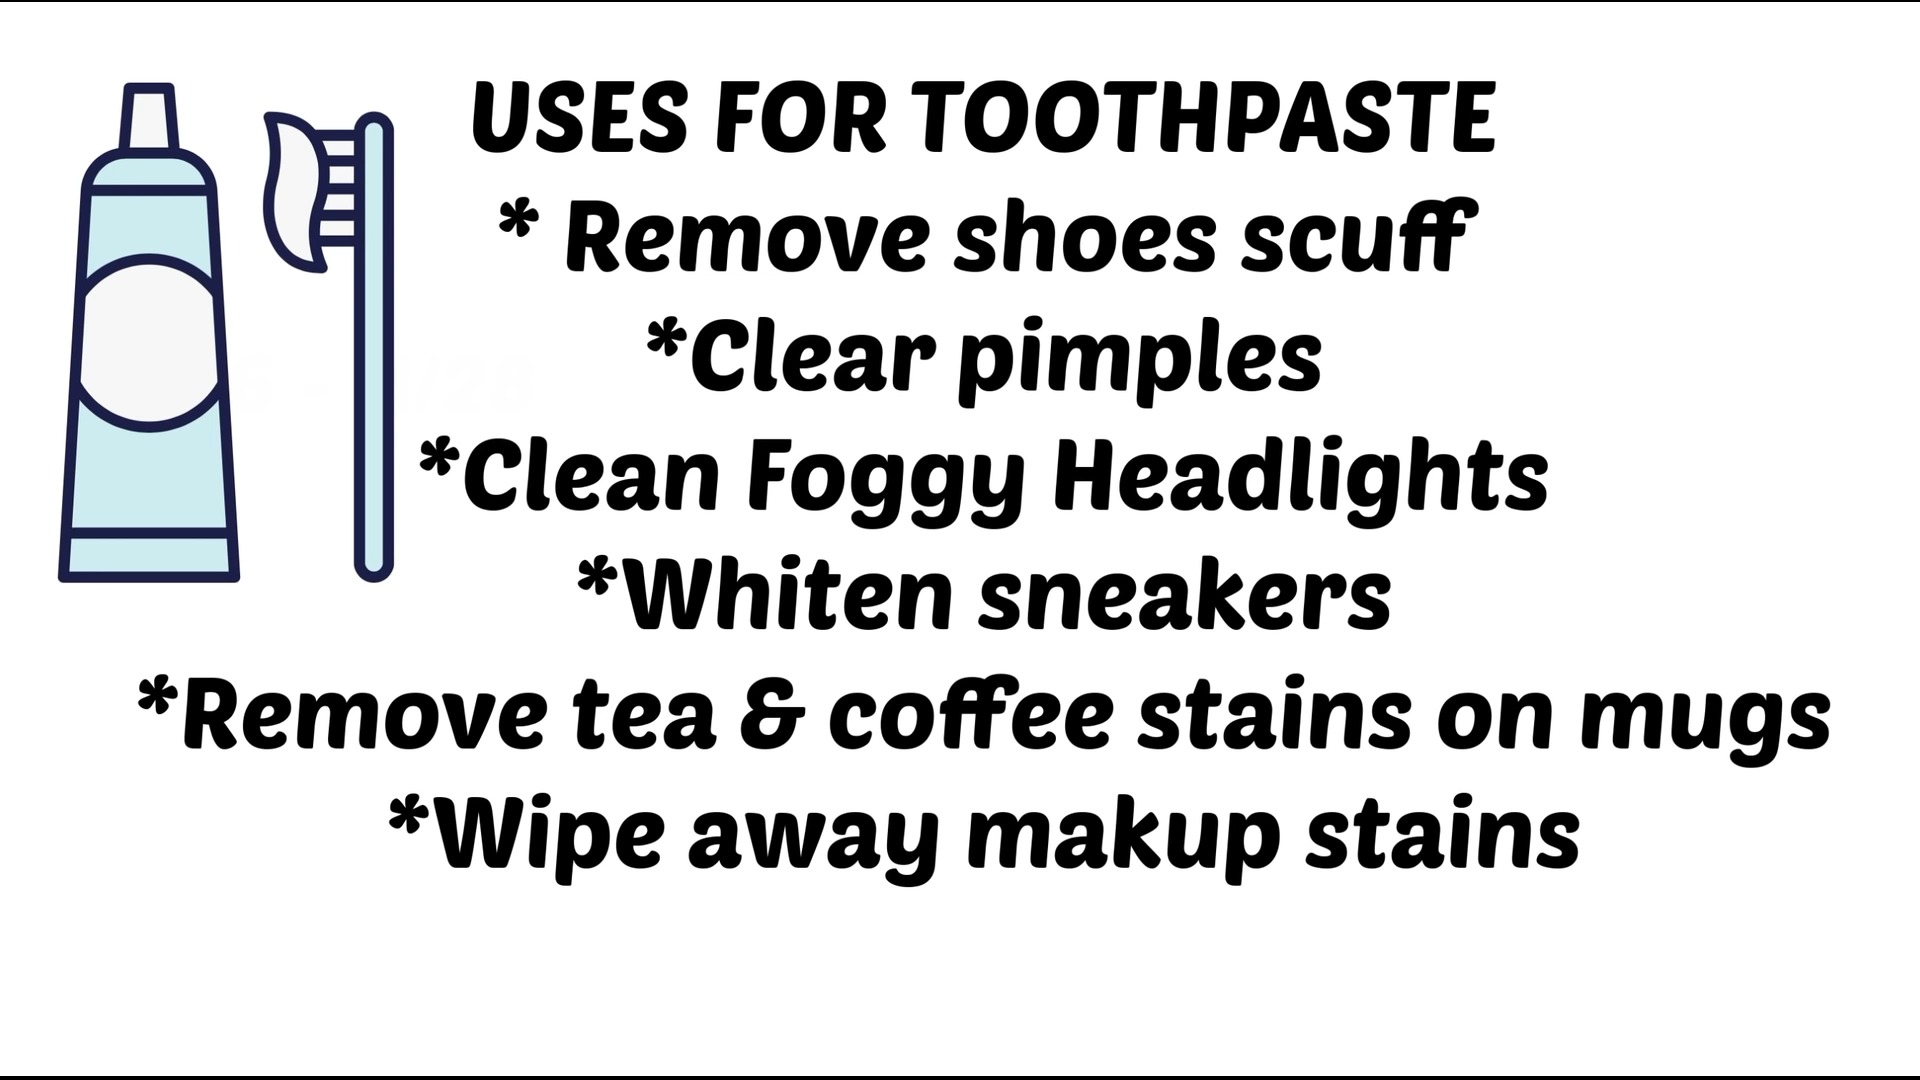 USES FOR TOOTHPASTE
* Remove shoes scuff
*Clear pimples
*Clean Foggy Headlights
*Whiten sneakers
*Remove tea & coffee stains on mugs
*Wipe away makup stains